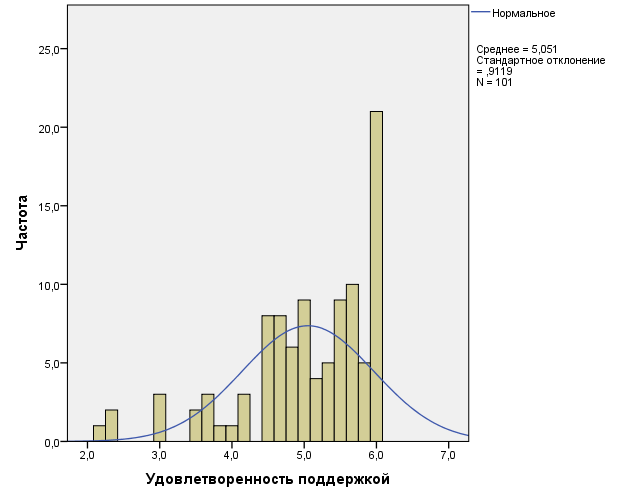 Нормальное
Среднее = 5,051
Стандартное отклонение
= ,9119
N = 101
Частота
25,0
20,0
15,0
10,0
5,0
0,0
2,0 3,0 4,0 5,0 6,0 7,0
Удовлетворенность поддержкой